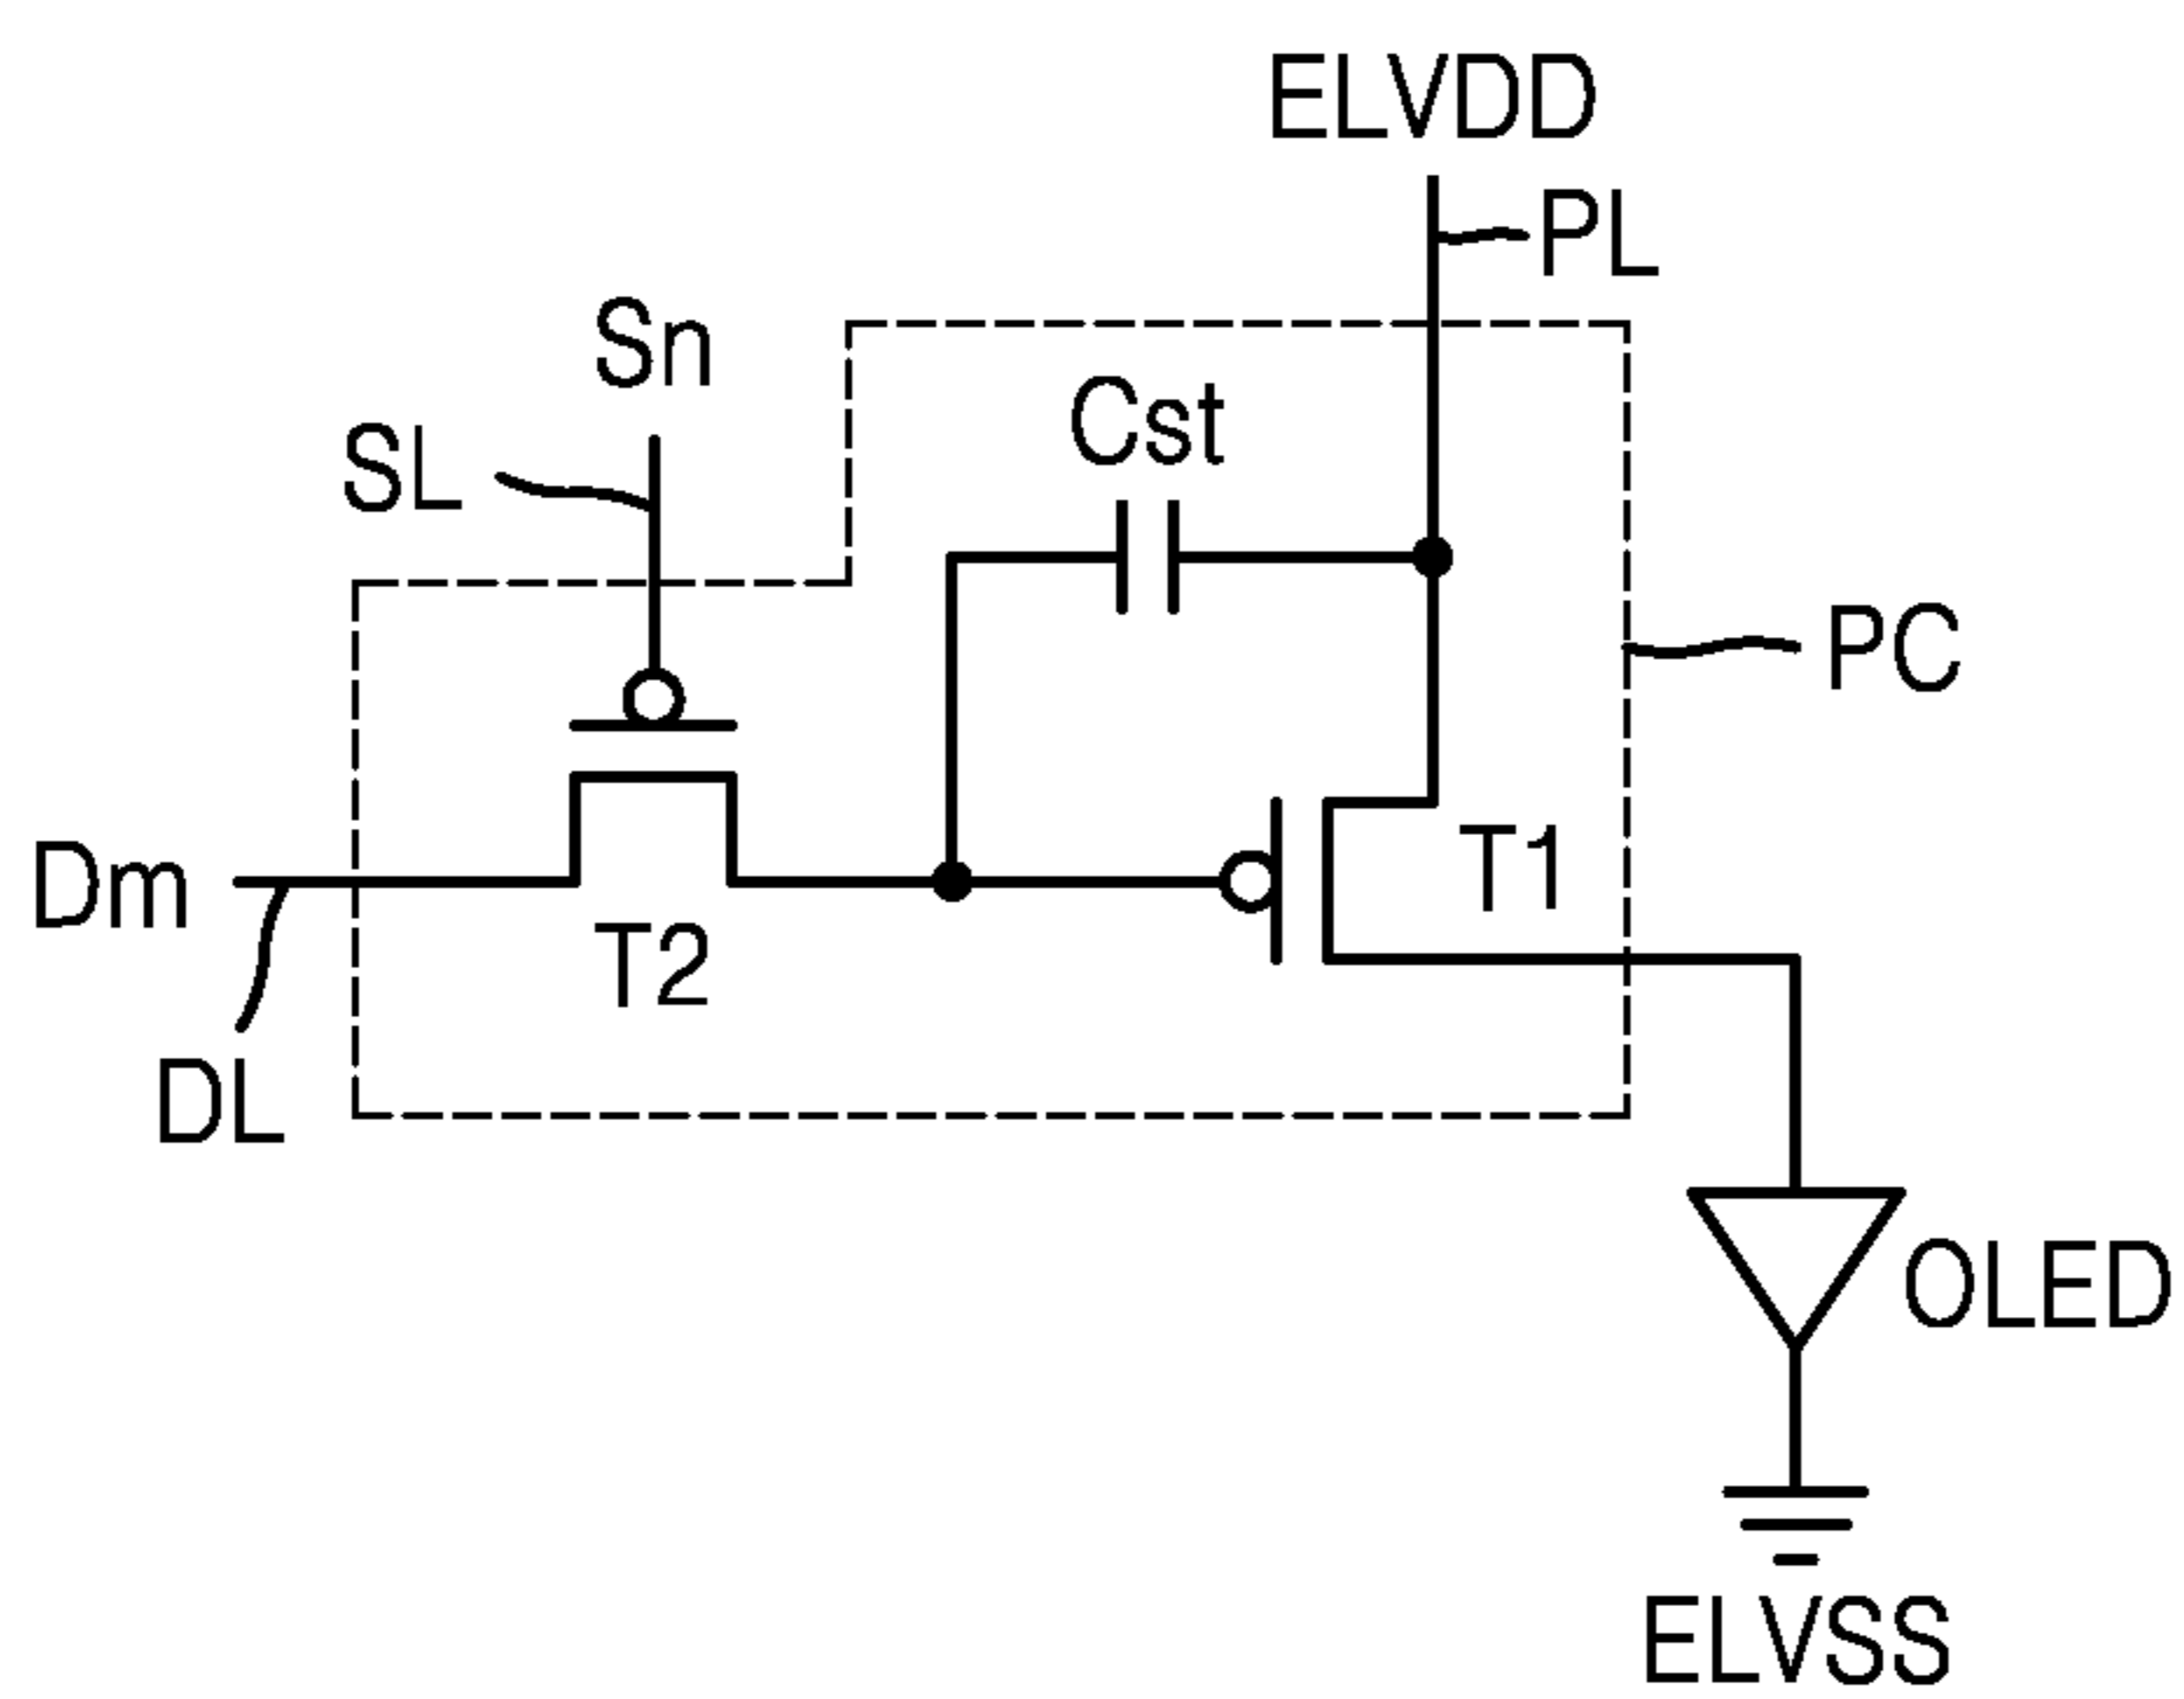 ELVDD
PL
Sn
Cst
SL
PC
T1
Dm
T2
DL
OLED
ELVSS